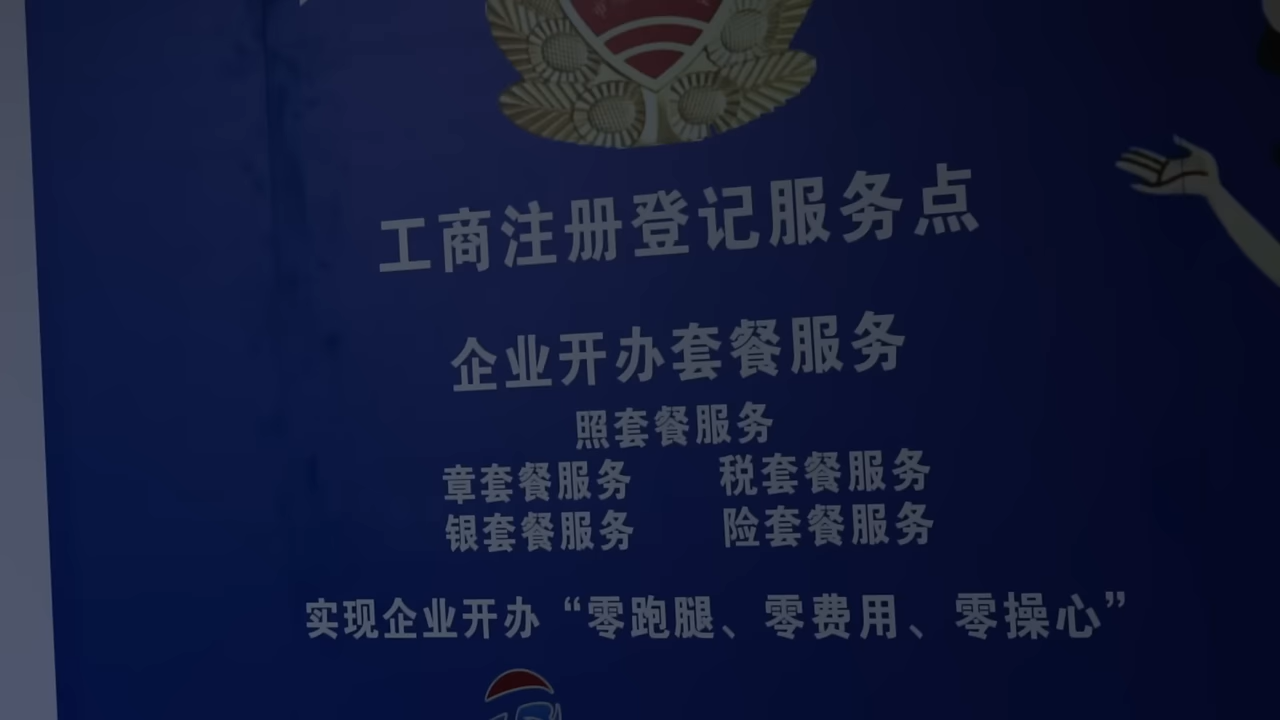 工商注册登记服务点
企业开办套餐服务
照套餐服务
章套餐服务 税套餐服务
银套餐服务 险套餐服务
实现企业开办“零跑腿、零费用、零操心”